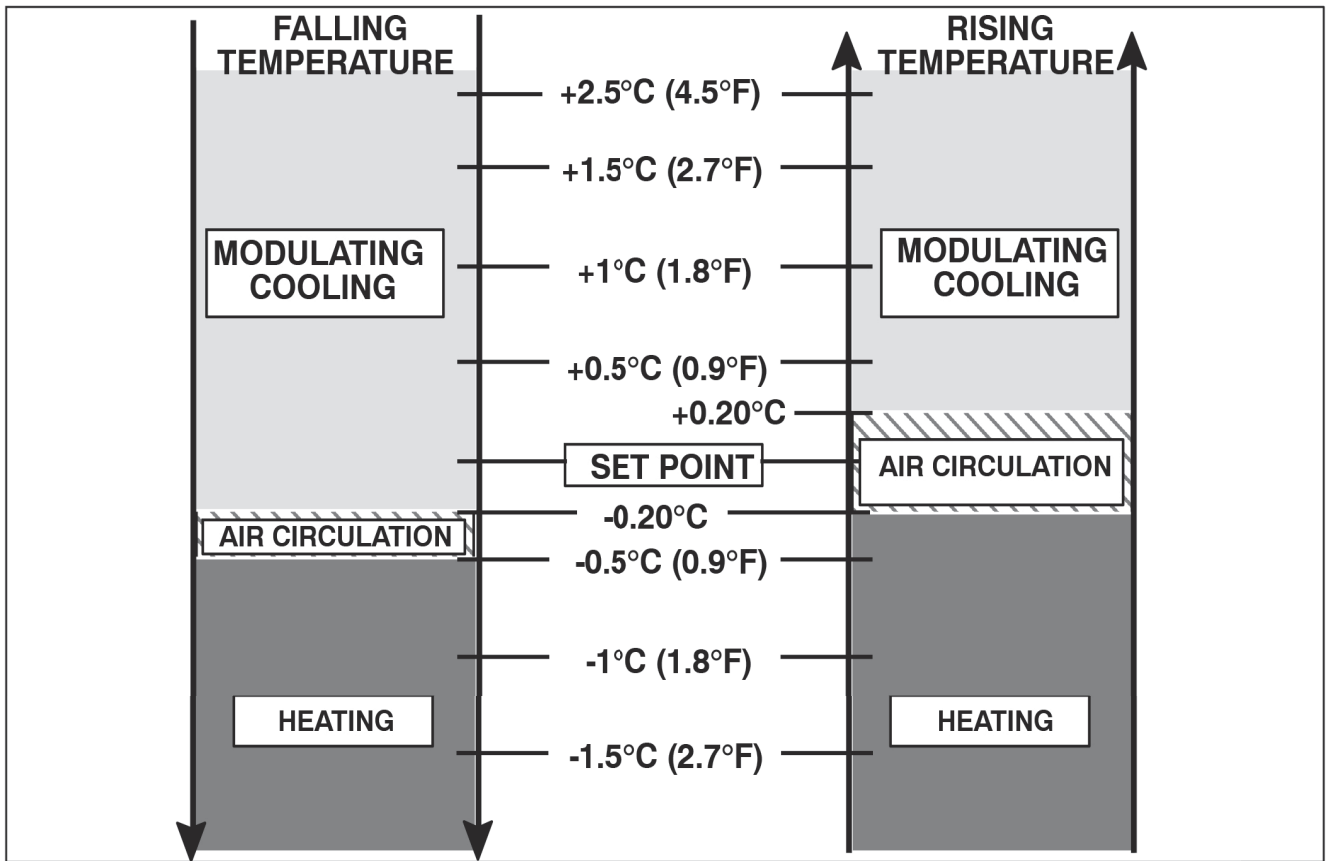 FALLING
TEMPERATURE
RISING
TEMPERATURE
+2.5°C (4.5°F)
+1.5°C (2.7°F)
MODULATING
COOLING
+1°C (1.8°F)
MODULATING
COOLING
+0.5°C (0.9°F)
+0.20°C
SET POINT
AIR CIRCULATION
-0.20°C
AIR CIRCULATION
-0.5°C (0.9°F)
-1°C (1.8°F)
HEATING
HEATING
-1.5°C (2.7°F)